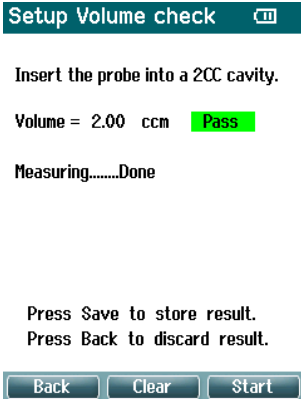 Setup Volume check
Insert the probe into a 2CC cavity.
Volume = 2.00 ccm Pass
Measuring........Done
Press Save to store result.
Press Back to discard result.
Back Clear Start